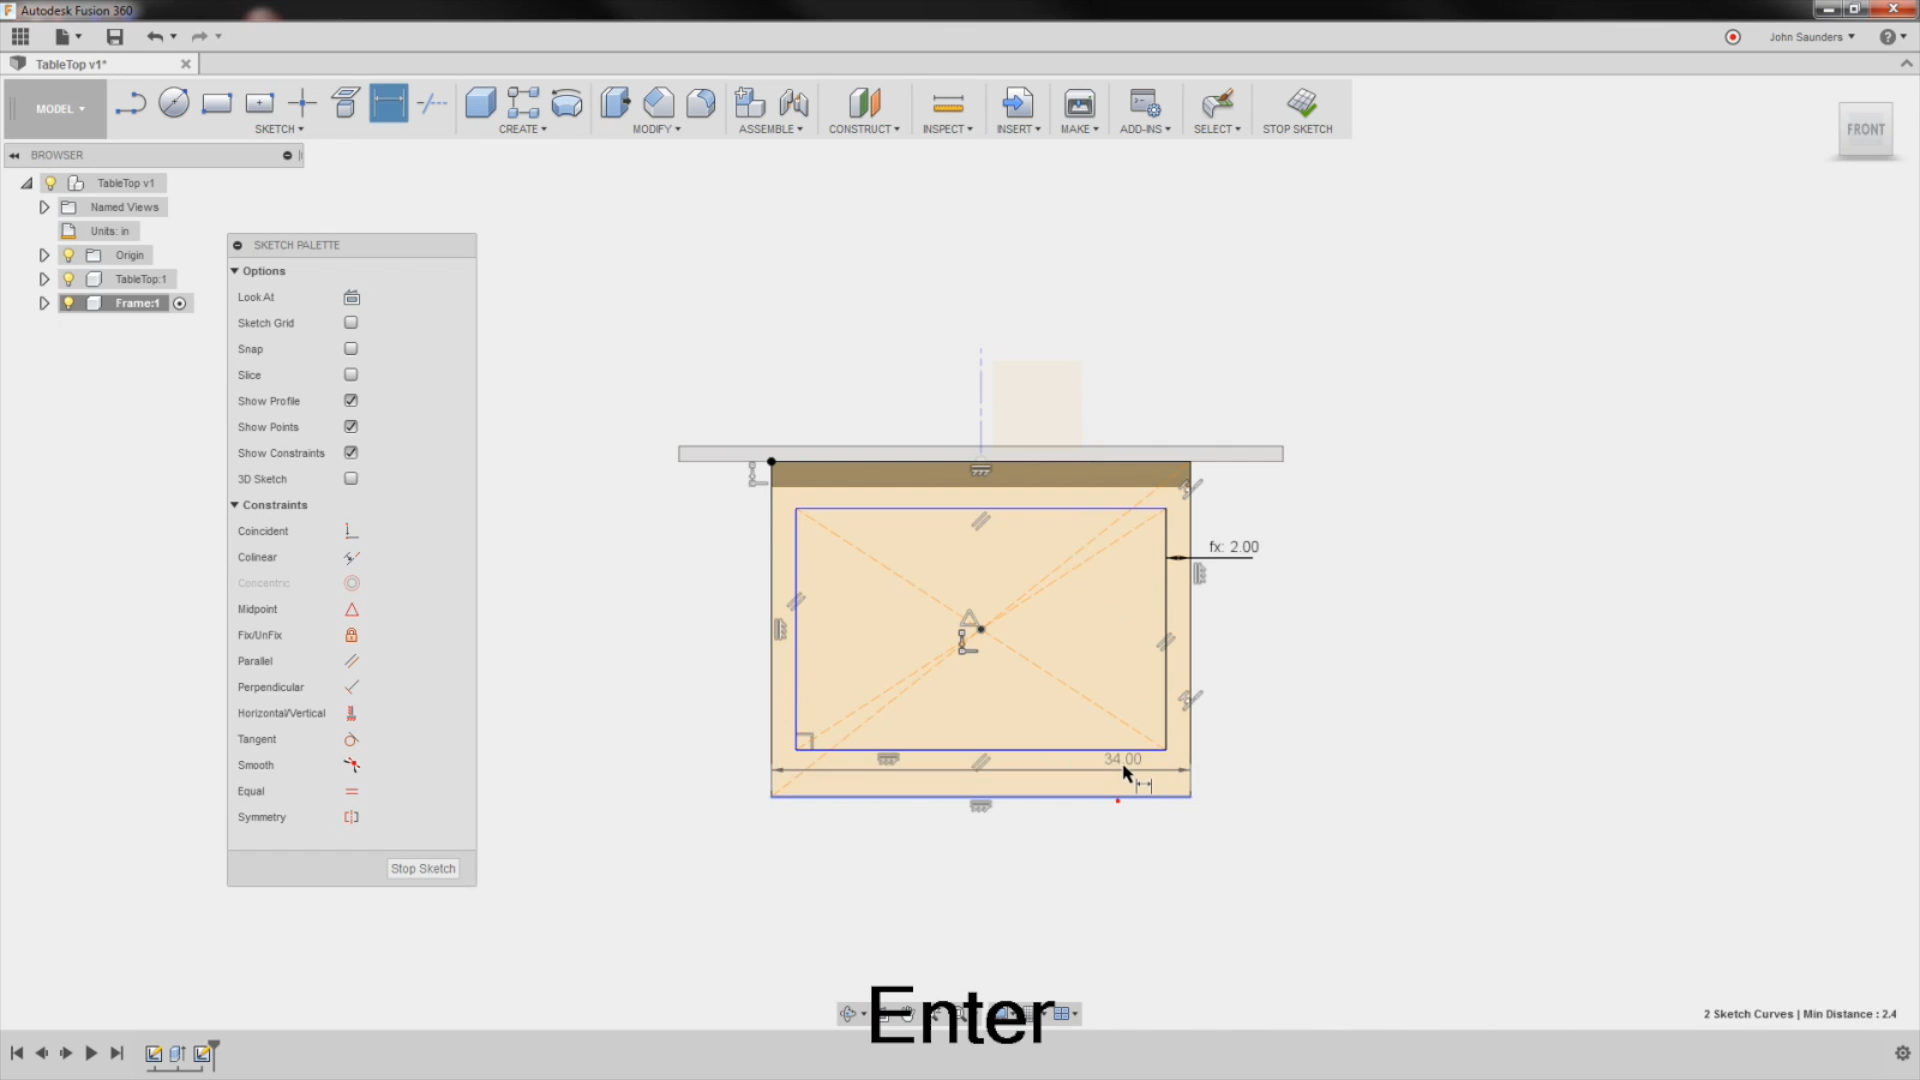 Autodesk Fusion 360
John Saunders
TableTop v1*
MODEL
SKETCH
CREATE
MODIFY
ASSEMBLE
CONSTRUCT
INSPECT
INSERT
MAKE
ADD-INS
SELECT
STOP SKETCH
FRONT
BROWSER
TableTop v1
Named Views
Units: in
Origin
TableTop:1
Frame:1
SKETCH PALETTE
Options
Look At
Sketch Grid
Snap
Slice
Show Profile
Show Points
Show Constraints
3D Sketch
Constraints
Coincident
Colinear
Concentric
Midpoint
Fix/UnFix
Parallel
Perpendicular
Horizontal/Vertical
Tangent
Smooth
Equal
Symmetry
Stop Sketch
fx: 2.00
34.00
Enter
2 Sketch Curves | Min Distance : 2.4